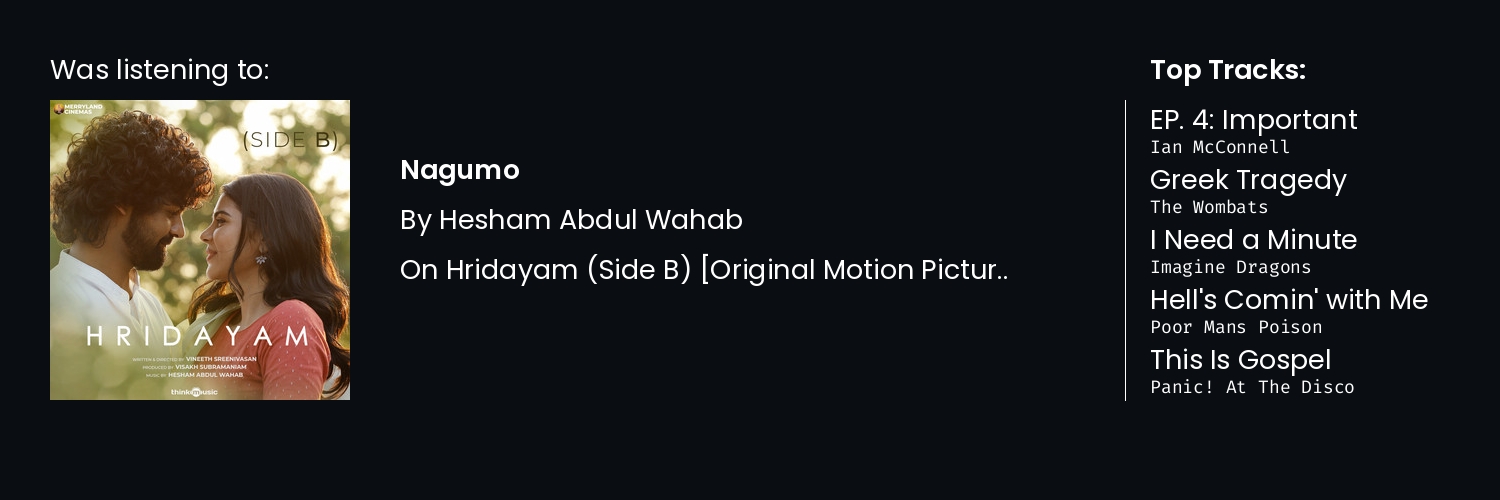 Was listening to:
MERRYLAND
CINEMAS
(SIDE B)
HRIDAYAM
WRITTEN & DIRECTED BY VINEETH SREENIVASAN
PRODUCED BY VISAKH SUBRAMANIAM
MUSIC BY HESHAM ABDUL WAHAB
thinkmusic
Nagumo
By Hesham Abdul Wahab
On Hridayam (Side B) [Original Motion Pictur..
Top Tracks:
EP. 4: Important
Ian McConnell
Greek Tragedy
The Wombats
I Need a Minute
Imagine Dragons
Hell's Comin' with Me
Poor Mans Poison
This Is Gospel
Panic! At The Disco